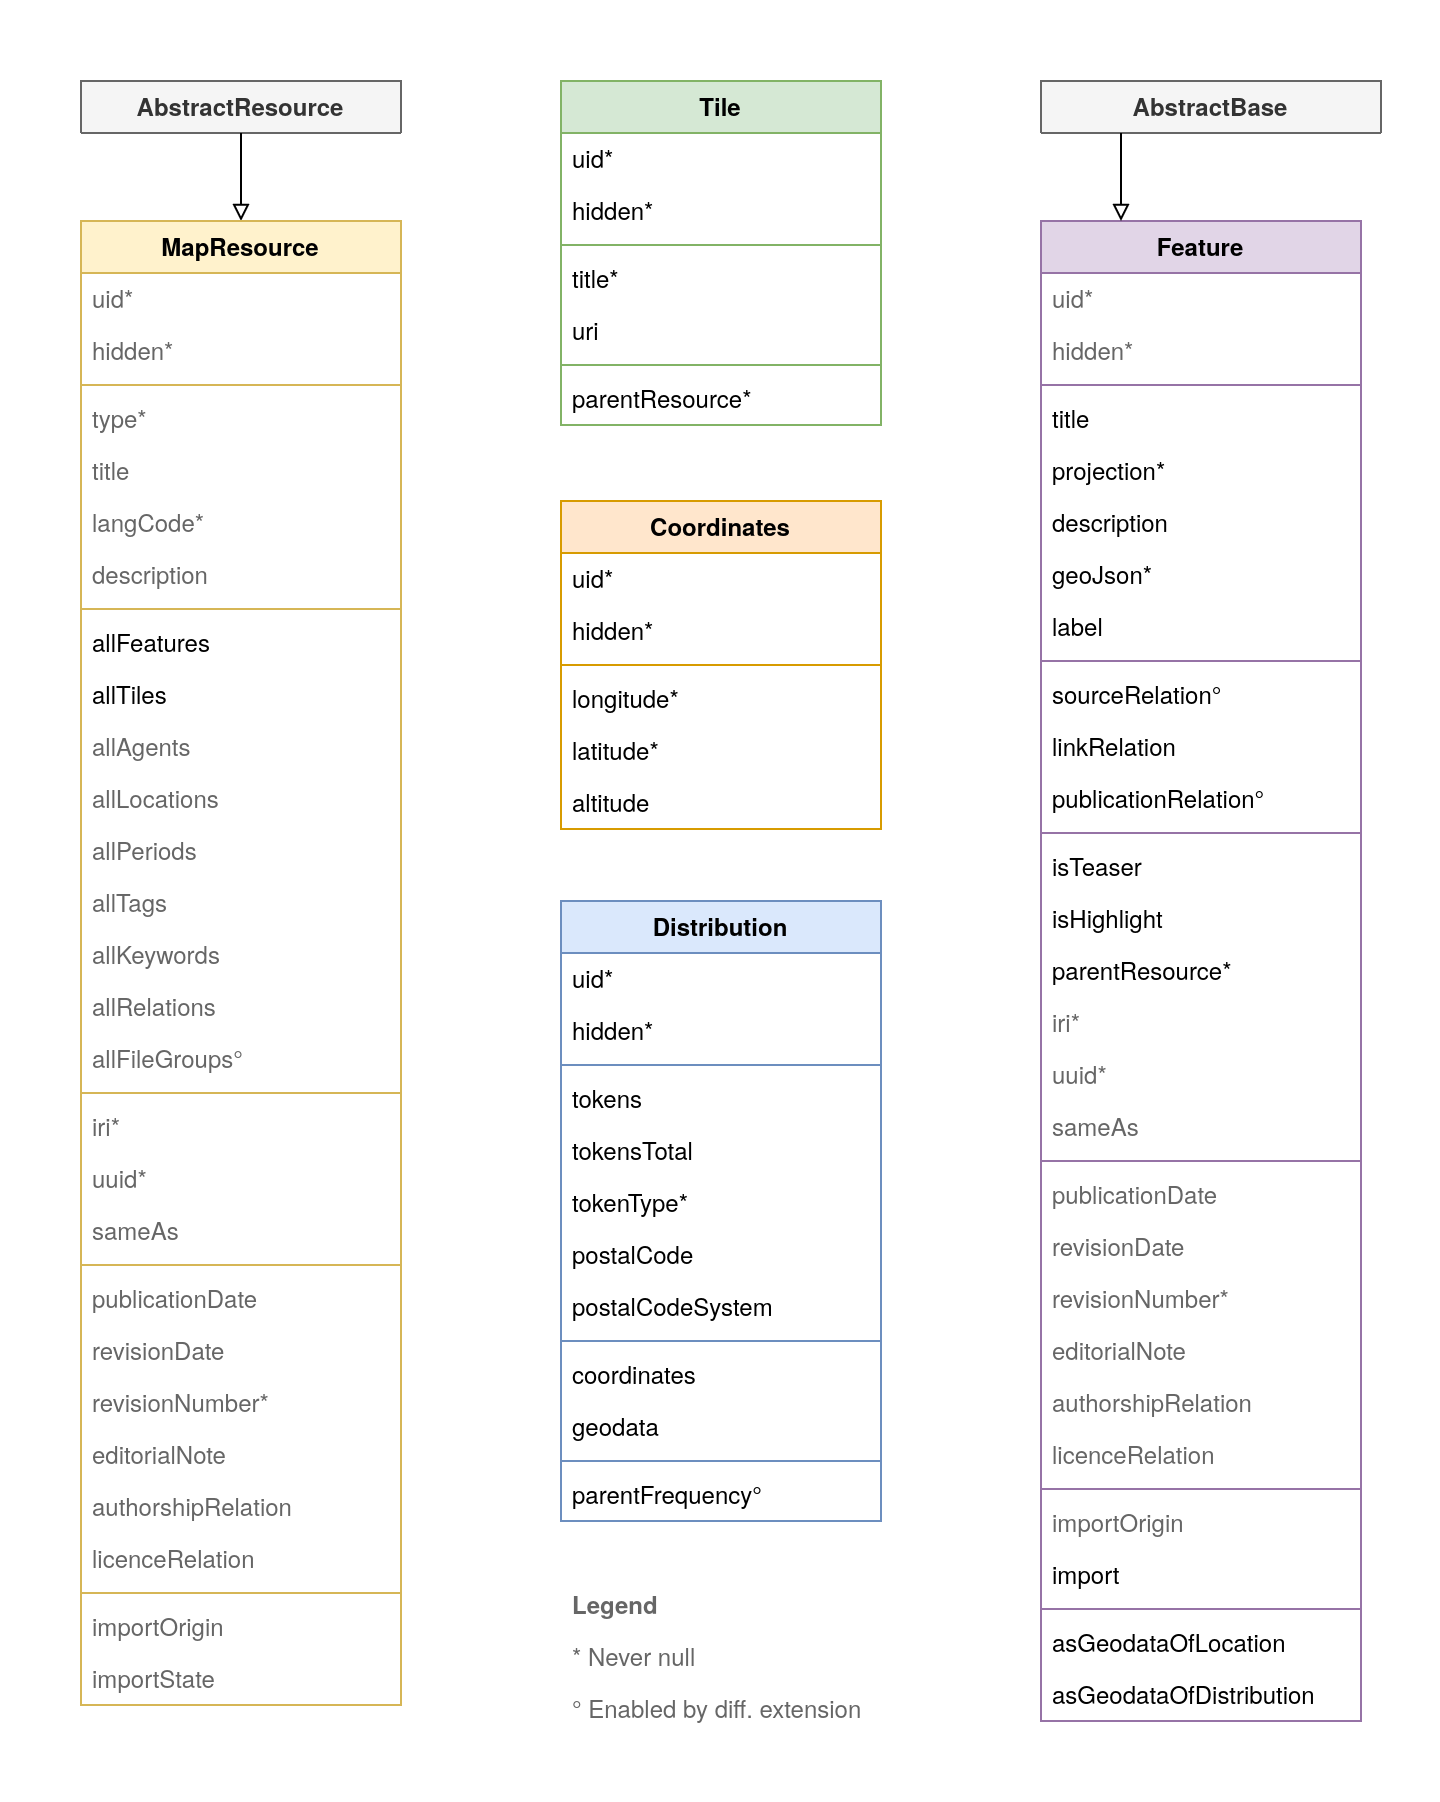 AbstractResource
MapResource
uid*
hidden*
type*
title
langCode*
description
allFeatures
allTiles
allAgents
allLocations
allPeriods
allTags
allKeywords
allRelations
allFileGroups°
iri*
uuid*
sameAs
publicationDate
revisionDate
revisionNumber*
editorialNote
authorshipRelation
licenceRelation
importOrigin
importState
Tile
uid*
hidden*
title*
uri
parentResource*
Coordinates
uid*
hidden*
longitude*
latitude*
altitude
Distribution
uid*
hidden*
tokens
tokensTotal
tokenType*
postalCode
postalCodeSystem
coordinates
geodata
parentFrequency°
Legend
* Never null
° Enabled by diff. extension
AbstractBase
Feature
uid*
hidden*
title
projection*
description
geoJson*
label
sourceRelation°
linkRelation
publicationRelation°
isTeaser
isHighlight
parentResource*
iri*
uuid*
sameAs
publicationDate
revisionDate
revisionNumber*
editorialNote
authorshipRelation
licenceRelation
importOrigin
import
asGeodataOfLocation
asGeodataOfDistribution